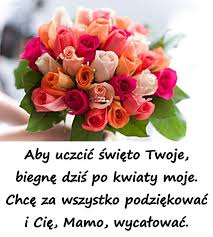 Aby uczcić święto Twoje,
biegnę dziś po kwiaty moje.
Chcę za wszystko podziękować
i Cię, Mamo, wycałować.